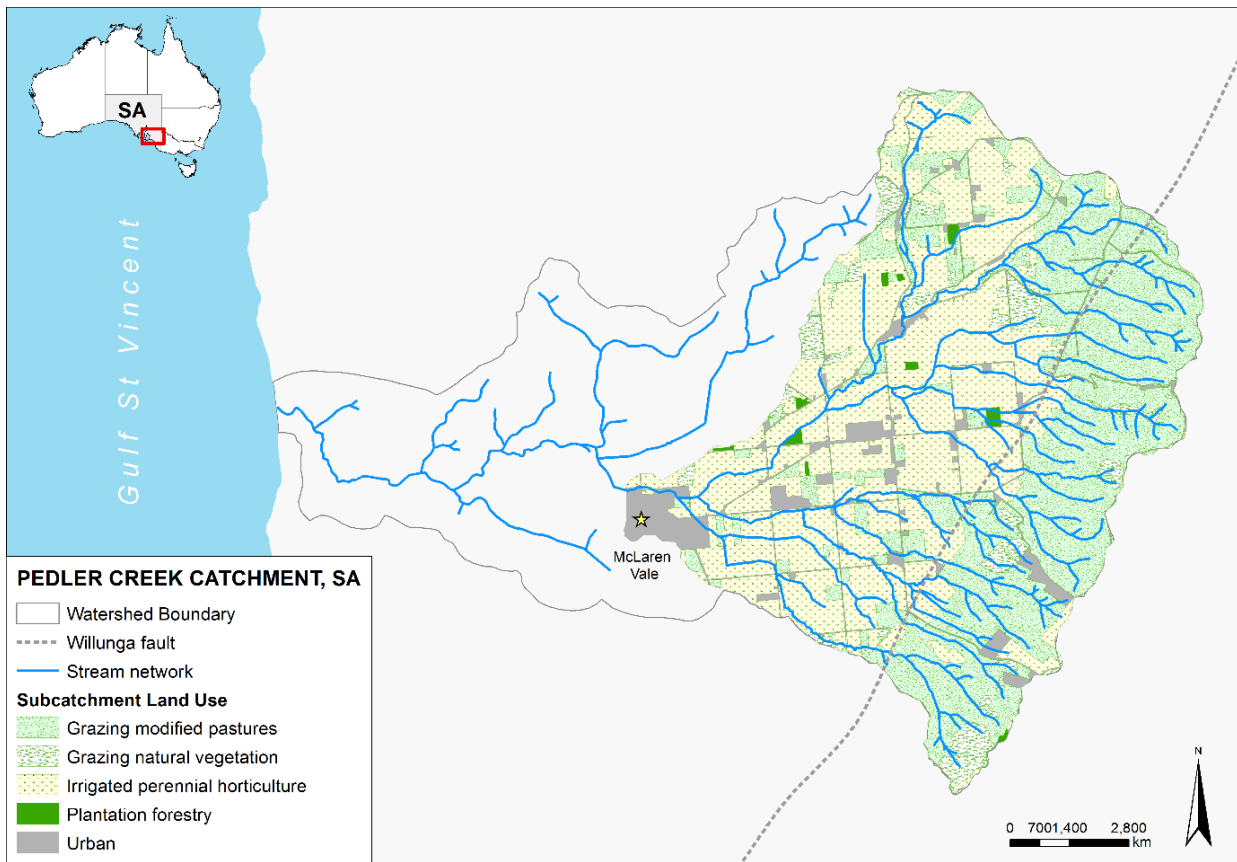 SA
Gulf St Vincent
McLaren
Vale
PEDLER CREEK CATCHMENT, SA
Watershed Boundary
Willunga fault
Stream network
Subcatchment Land Use
Grazing modified pastures
Grazing natural vegetation
Irrigated perennial horticulture
Plantation forestry
Urban
N
0 7001,400 2,800
km